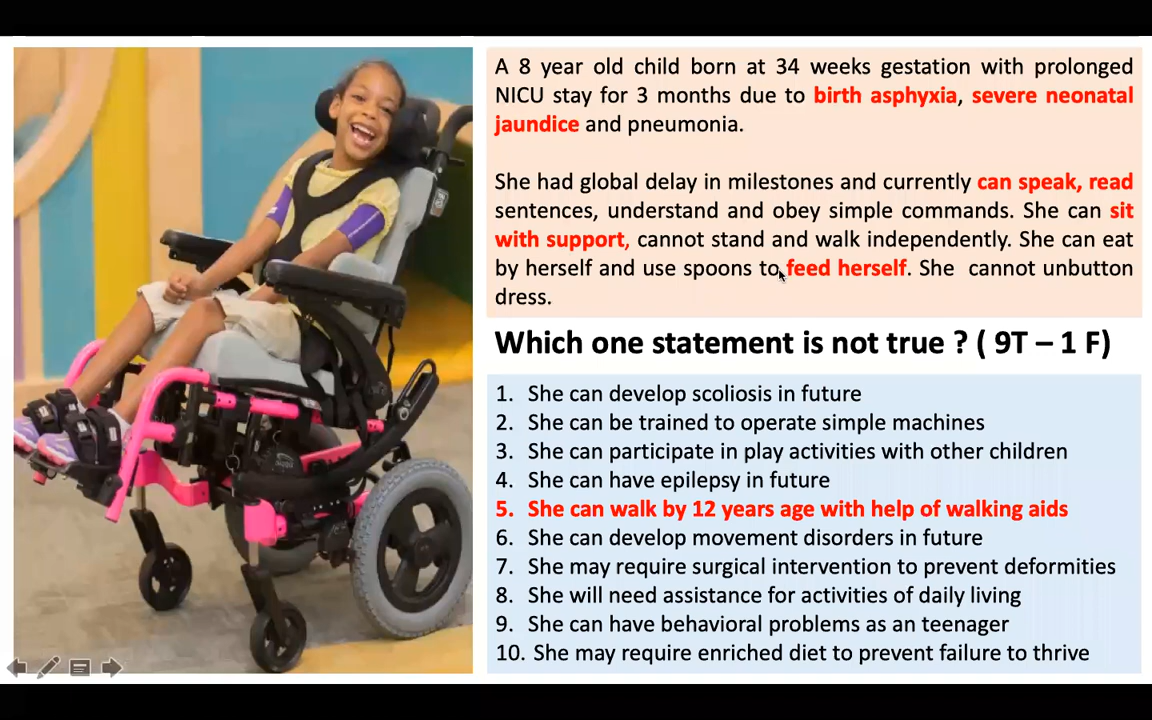 A 8 year old child born at 34 weeks gestation with prolonged
NICU stay for 3 months due to birth asphyxia, severe neonatal
jaundice and pneumonia.
She had global delay in milestones and currently can speak, read
sentences, understand and obey simple commands. She can sit
with support, cannot stand and walk independently. She can eat
by herself and use spoons to feed herself. She cannot unbutton
dress.
Which one statement is not true ? ( 9T – 1 F)
1. She can develop scoliosis in future
2. She can be trained to operate simple machines
3. She can participate in play activities with other children
4. She can have epilepsy in future
5. She can walk by 12 years age with help of walking aids
6. She can develop movement disorders in future
7. She may require surgical intervention to prevent deformities
8. She will need assistance for activities of daily living
9. She can have behavioral problems as an teenager
10. She may require enriched diet to prevent failure to thrive